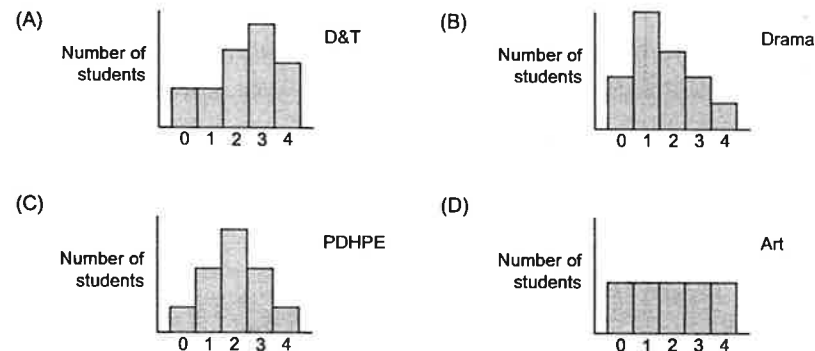 (A)
D&T
Number of
students
0 1 2 3 4
(B)
Drama
Number of
students
0 1 2 3 4
(C)
PDHPE
Number of
students
0 1 2 3 4
(D)
Art
Number of
students
0 1 2 3 4